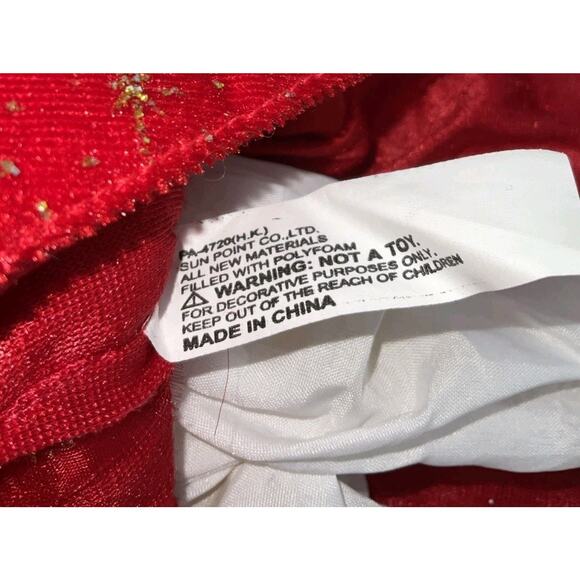 PA-4720(H.K.)
SUN POINT CO.,LTD.
ALL NEW MATERIALS
FILLED WITH POLYFOAM
⚠ WARNING: NOT A TOY.
FOR DECORATIVE PURPOSES ONLY.
KEEP OUT OF THE REACH OF CHILDREN
MADE IN CHINA